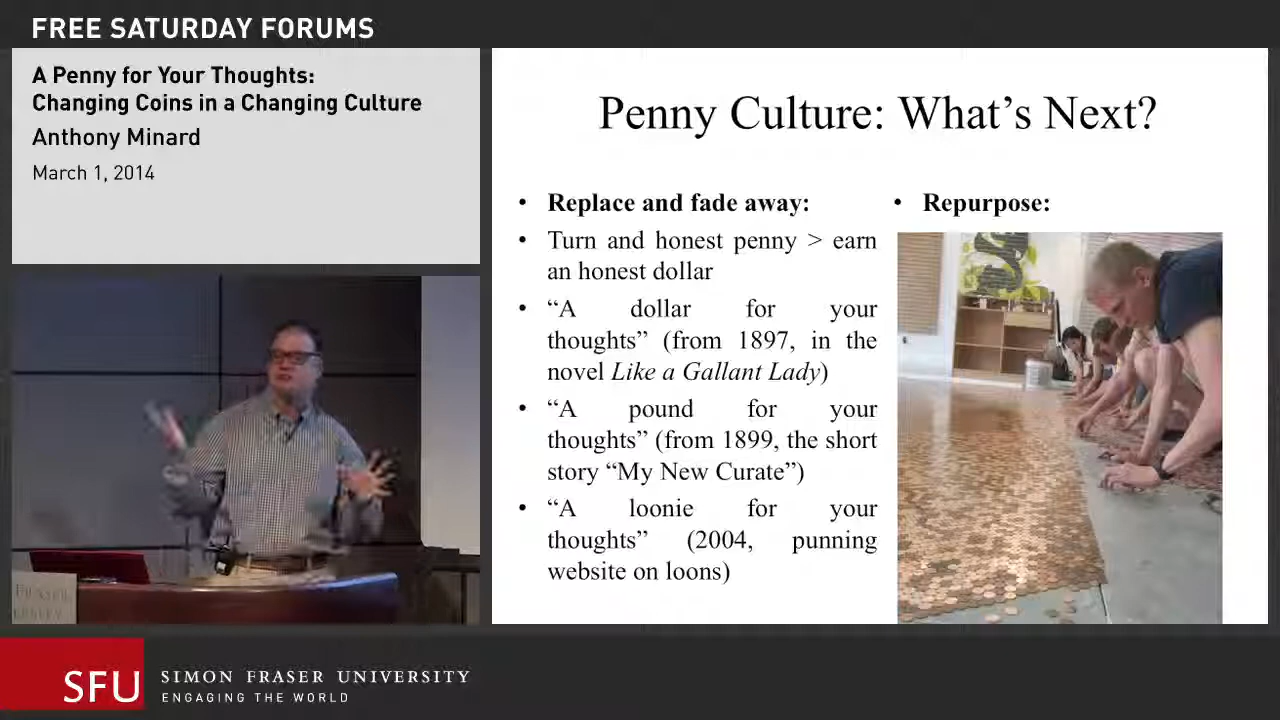 FREE SATURDAY FORUMS
A Penny for Your Thoughts:
Changing Coins in a Changing Culture
Anthony Minard
March 1, 2014
Penny Culture: What’s Next?
• Replace and fade away:
• Turn and honest penny > earn
an honest dollar
• “A dollar for your
thoughts” (from 1897, in the
novel Like a Gallant Lady)
• “A pound for your
thoughts” (from 1899, the short
story “My New Curate”)
• “A loonie for your
thoughts” (2004, punning
website on loons)
• Repurpose:
FRASER
SFU
SIMON FRASER UNIVERSITY
ENGAGING THE WORLD